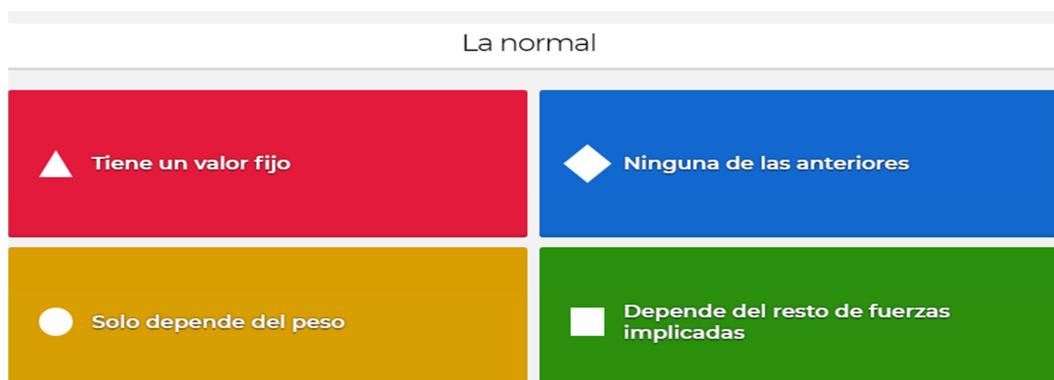 La normal
Tiene un valor fijo
Ninguna de las anteriores
Solo depende del peso
Depende del resto de fuerzas
implicadas